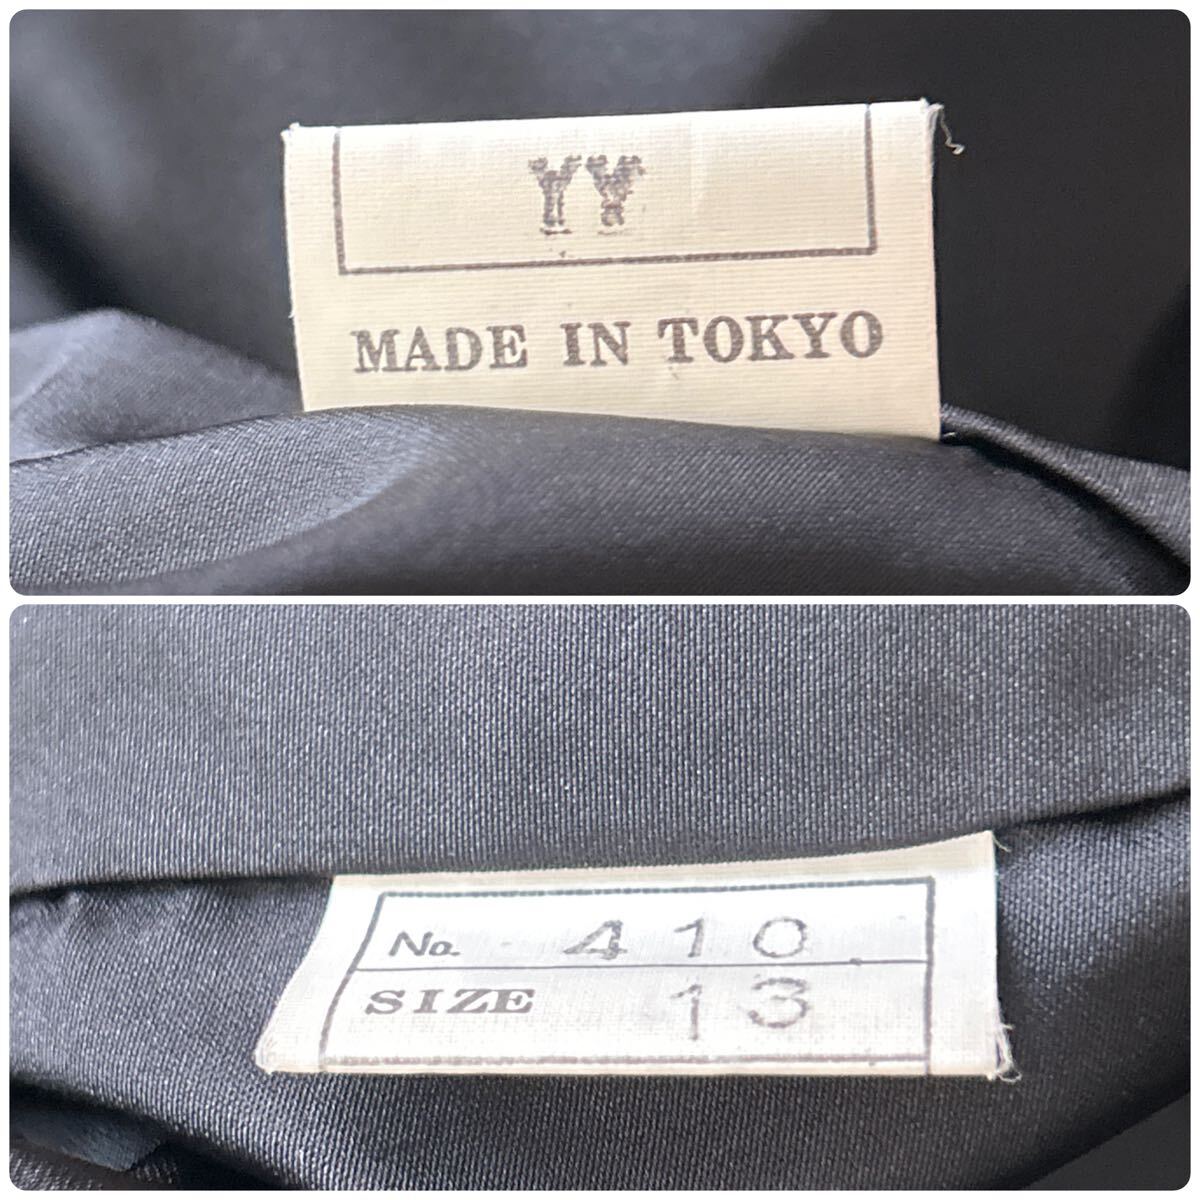 YY
MADE IN TOKYO
No. 410
SIZE 13